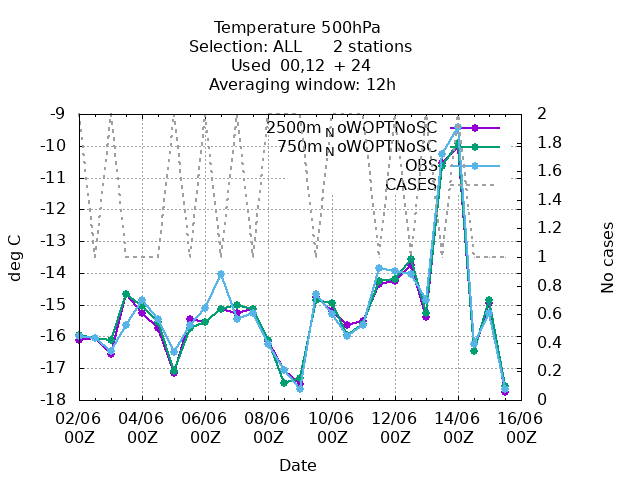 Temperature 500hPa
Selection: ALL 2 stations
Used 00,12 + 24
Averaging window: 12h
-9
-10
-11
-12
-13
-14
-15
-16
-17
-18
deg C
2500m NoWOPTNoSC
750m NoWOPTNoSC
OBS
CASES
2
1.8
1.6
1.4
1.2
1
0.8
0.6
0.4
0.2
0
No cases
02/06 04/06 06/06 08/06 10/06 12/06 14/06 16/06
00Z 00Z 00Z 00Z 00Z 00Z 00Z 00Z
Date